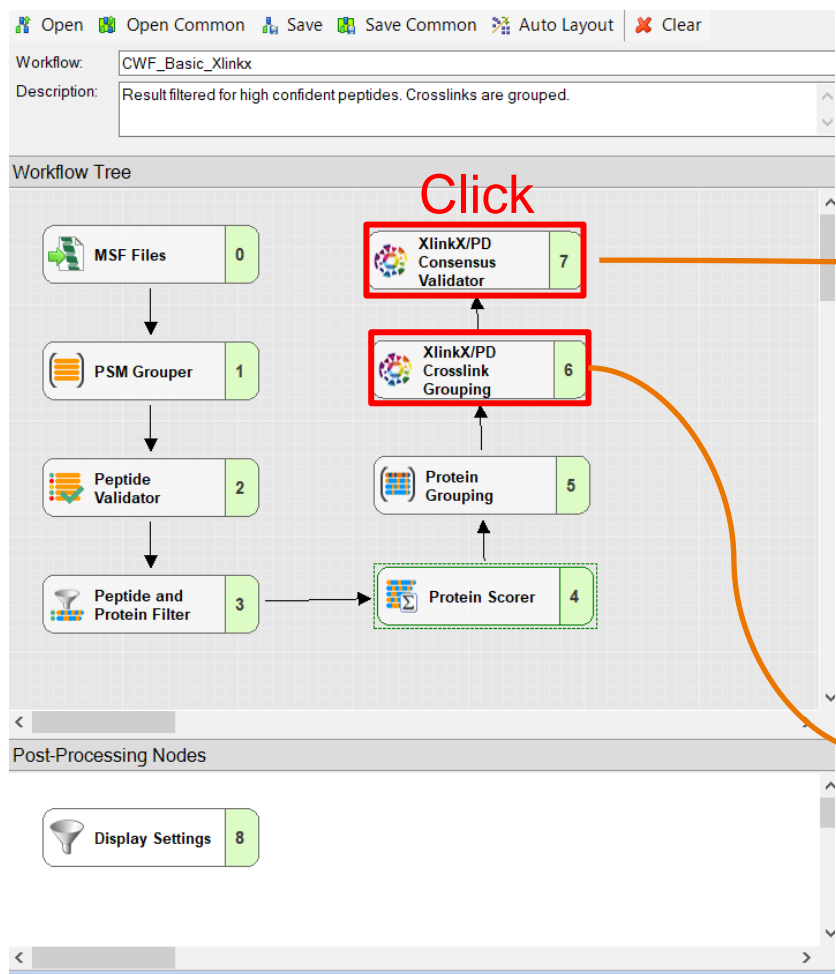 Open Open Common Save Save Common Auto Layout Clear
Workflow: CWF_Basic_Xlinkx
Description: Result filtered for high confident peptides. Crosslinks are grouped.
Workflow Tree
Click
MSF Files 0
XlinkX/PD
Consensus
Validator
7
PSM Grouper 1
XlinkX/PD
Crosslink
Grouping
6
Peptide
Validator
2
Protein
Grouping
5
Peptide and
Protein Filter
3
Protein Scorer 4
Post-Processing Nodes
Display Settings 8